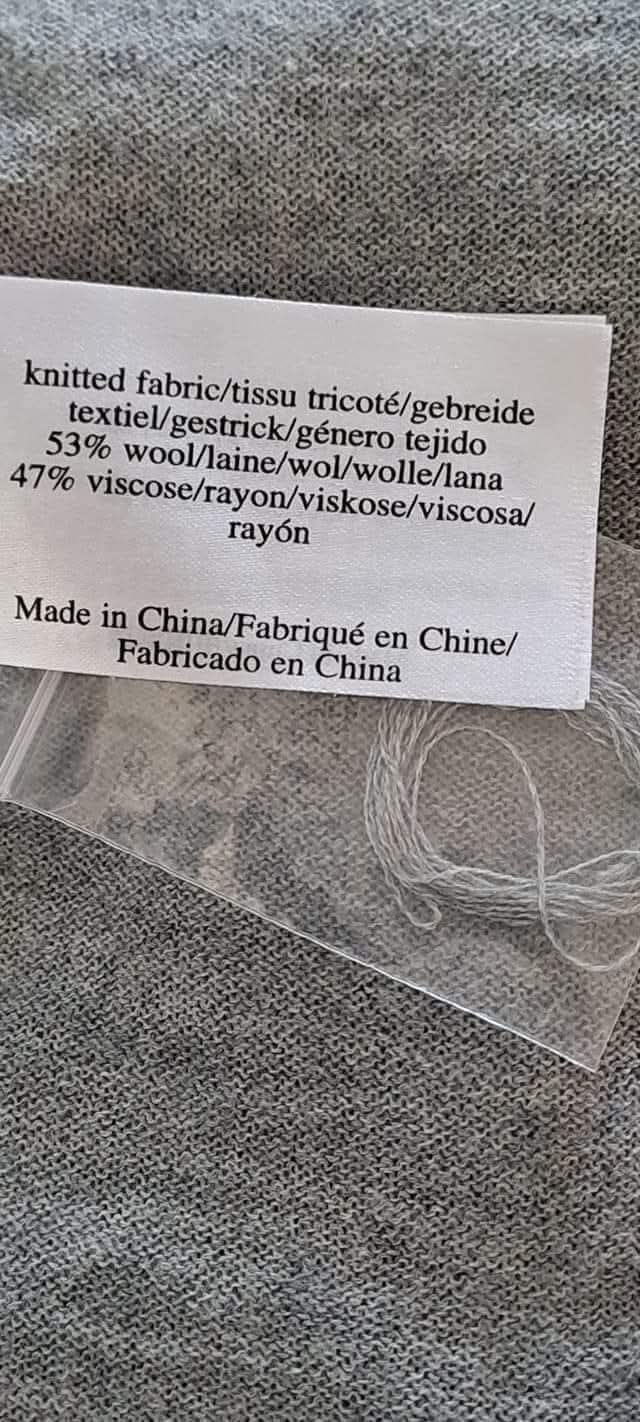 knitted fabric/tissu tricoté/gebreide
textiel/gestrick/género tejido
53% wool/laine/wol/wolle/lana
47% viscose/rayon/viskose/viscosa/
rayón
Made in China/Fabriqué en Chine/
Fabricado en China